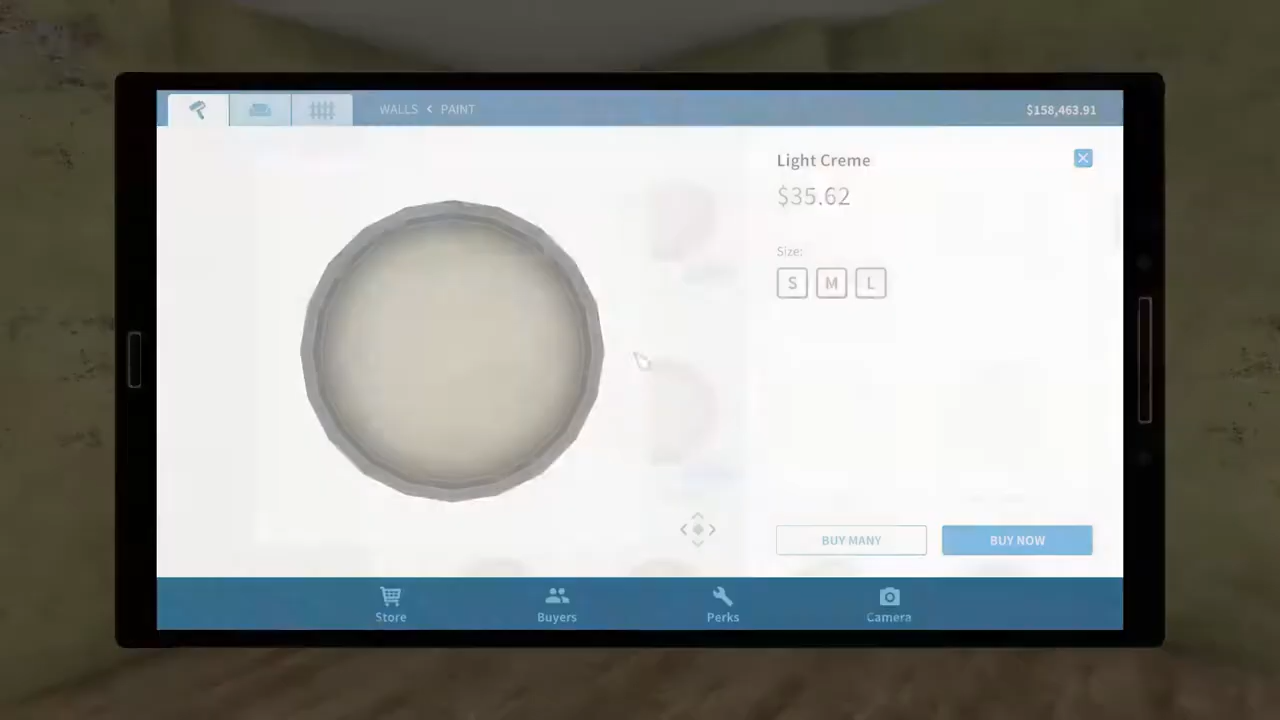 WALLS < PAINT
$158,463.91
Light Creme
$35.62
Size:
S M L
BUY MANY
BUY NOW
Store
Buyers
Perks
Camera